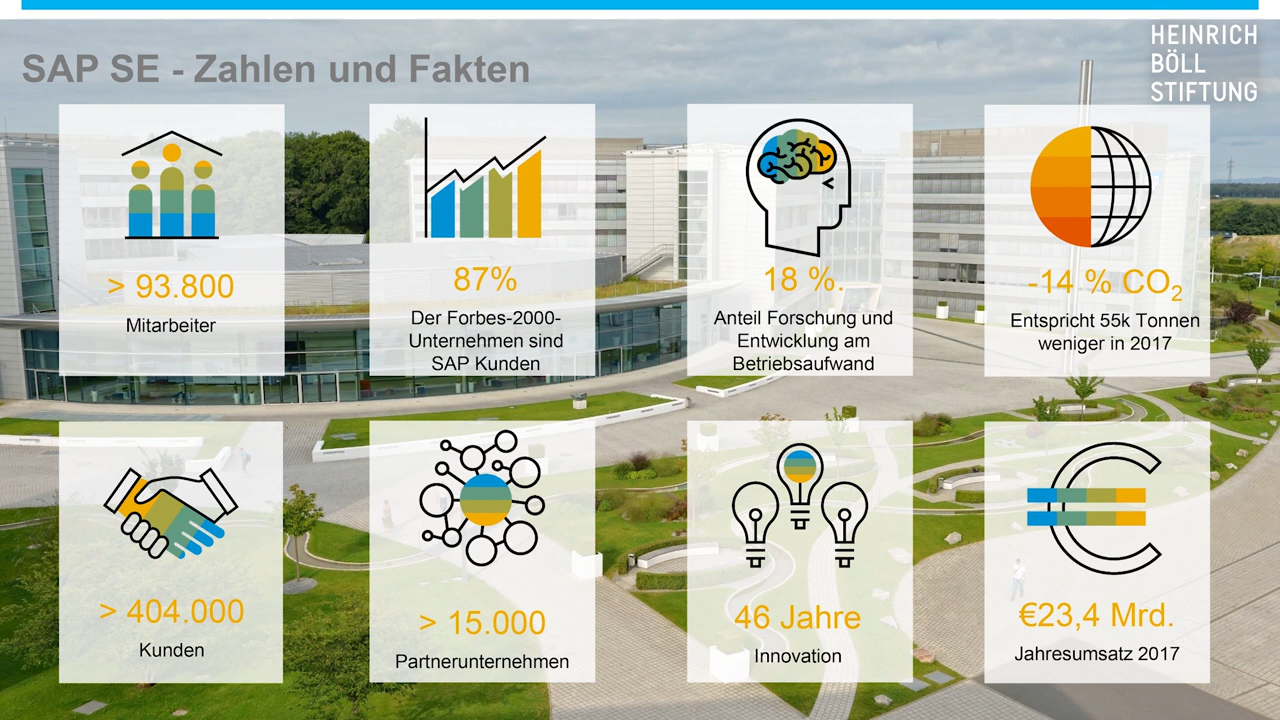 HEINRICH
BÖLL
STIFTUNG
SAP SE - Zahlen und Fakten
> 93.800
Mitarbeiter
87%
Der Forbes-2000-
Unternehmen sind
SAP Kunden
18 %.
Anteil Forschung und
Entwicklung am
Betriebsaufwand
-14 % CO2
Entspricht 55k Tonnen
weniger in 2017
> 404.000
Kunden
> 15.000
Partnerunternehmen
46 Jahre
Innovation
€23,4 Mrd.
Jahresumsatz 2017